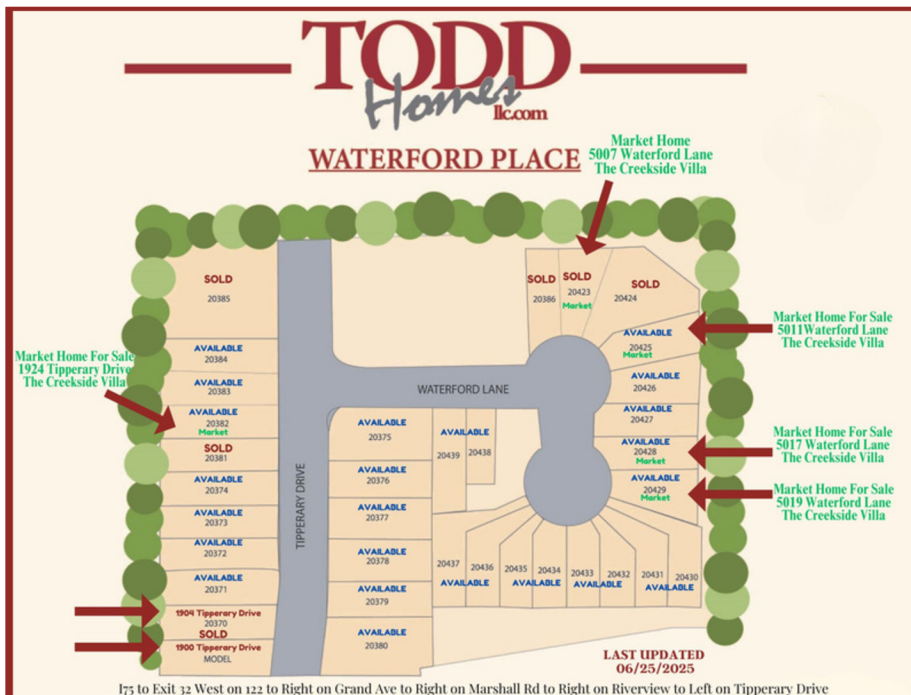 TODD
Homes
llc.com
WATERFORD PLACE
Market Home
5007 Waterford Lane
The Creekside Villa
SOLD
20385
AVAILABLE
20384
AVAILABLE
20383
Market Home For Sale
1924 Tipperary Drive
The Creekside Villa
AVAILABLE
20382
Market
SOLD
20381
AVAILABLE
20374
AVAILABLE
20373
AVAILABLE
20372
AVAILABLE
20371
1904 Tipperary Drive
20370
SOLD
1900 Tipperary Drive
MODEL
TIPPERARY DRIVE
WATERFORD LANE
AVAILABLE
20375
AVAILABLE
20376
AVAILABLE
20377
AVAILABLE
20378
AVAILABLE
20379
AVAILABLE
20380
AVAILABLE
20439
20438
SOLD
20386
SOLD
20423
Market
SOLD
20424
AVAILABLE
20425
Market
AVAILABLE
20426
AVAILABLE
20427
AVAILABLE
20428
Market
AVAILABLE
20429
Market
Market Home For Sale
5011Waterford Lane
The Creekside Villa
Market Home For Sale
5017 Waterford Lane
The Creekside Villa
Market Home For Sale
5019 Waterford Lane
The Creekside Villa
20437 20436 20435 20434 20433 20432 20431 20430
AVAILABLE AVAILABLE AVAILABLE AVAILABLE
LAST UPDATED
06/25/2025
I75 to Exit 32 West on 122 to Right on Grand Ave to Right on Marshall Rd to Right on Riverview to Left on Tipperary Drive